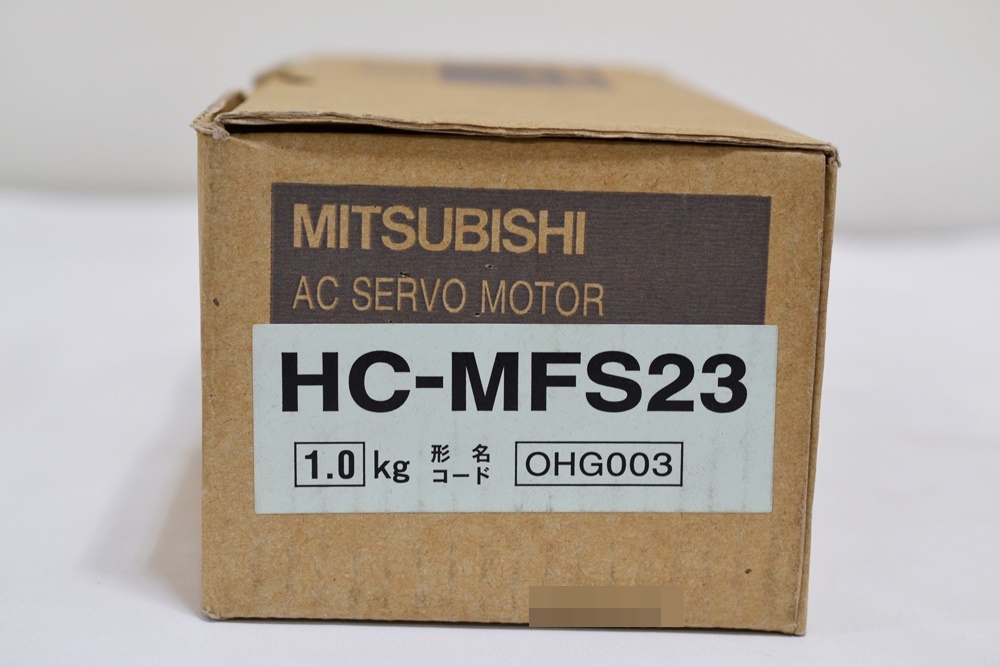 MITSUBISHI
AC SERVO MOTOR
HC-MFS23
1.0 kg 形名コード OHG003